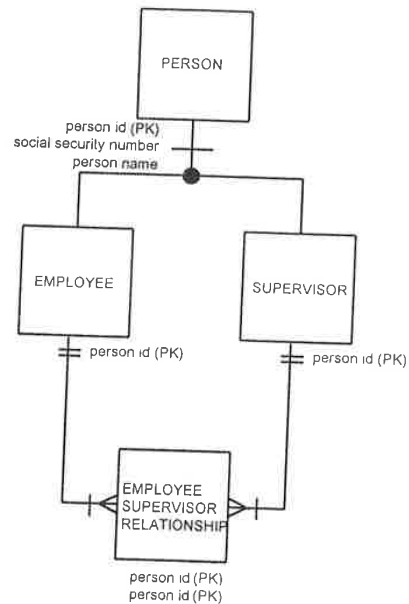 PERSON
person id (PK)
social security number
person name
EMPLOYEE
SUPERVISOR
person id (PK)
person id (PK)
EMPLOYEE
SUPERVISOR
RELATIONSHIP
person id (PK)
person id (PK)